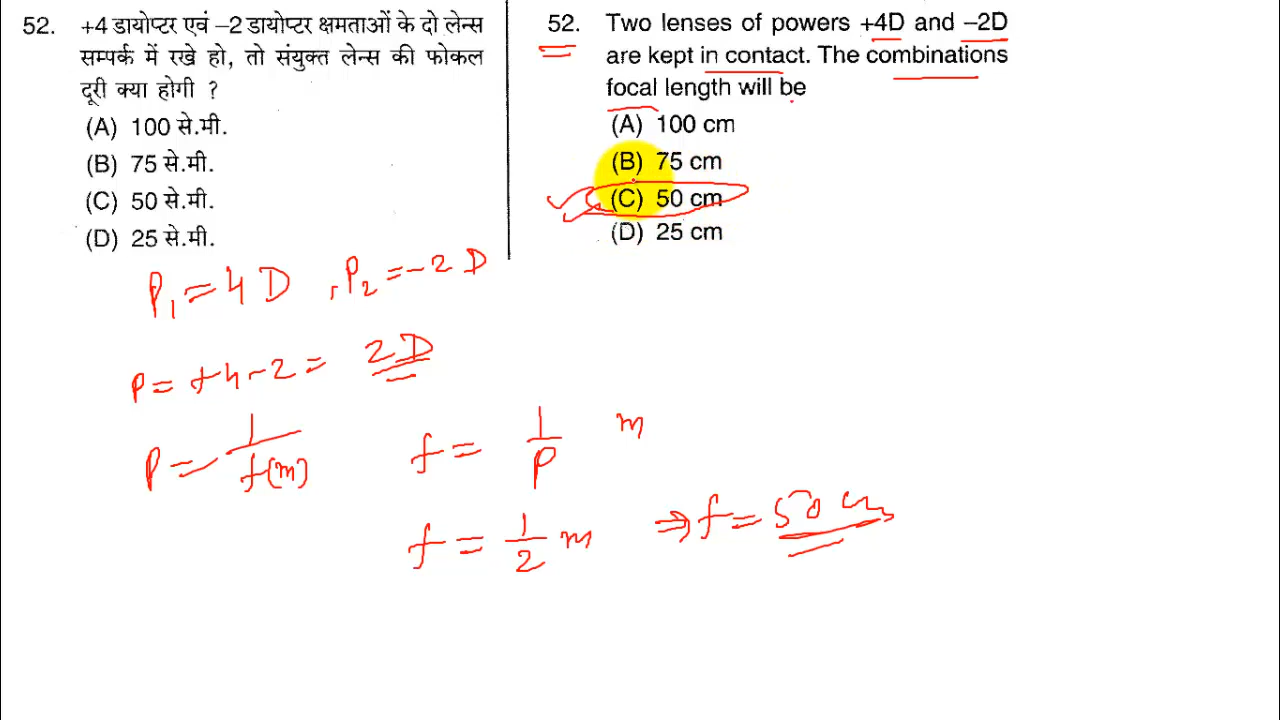 52. +4 डायोप्टर एवं –2 डायोप्टर क्षमताओं के दो लेन्स
सम्पर्क में रखे हो, तो संयुक्त लेन्स की फोकल
दूरी क्या होगी ?
(A) 100 से.मी.
(B) 75 से.मी.
(C) 50 से.मी.
(D) 25 से.मी.
52. Two lenses of powers +4D and –2D
are kept in contact. The combinations
focal length will be
(A) 100 cm
(B) 75 cm
(C) 50 cm
(D) 25 cm
P₁ = 4 D , P₂ = -2 D
P = +4 - 2 = 2D
P = 1/f(m) f = 1/P m
f = 1/2 m ⇒ f = 50 cm